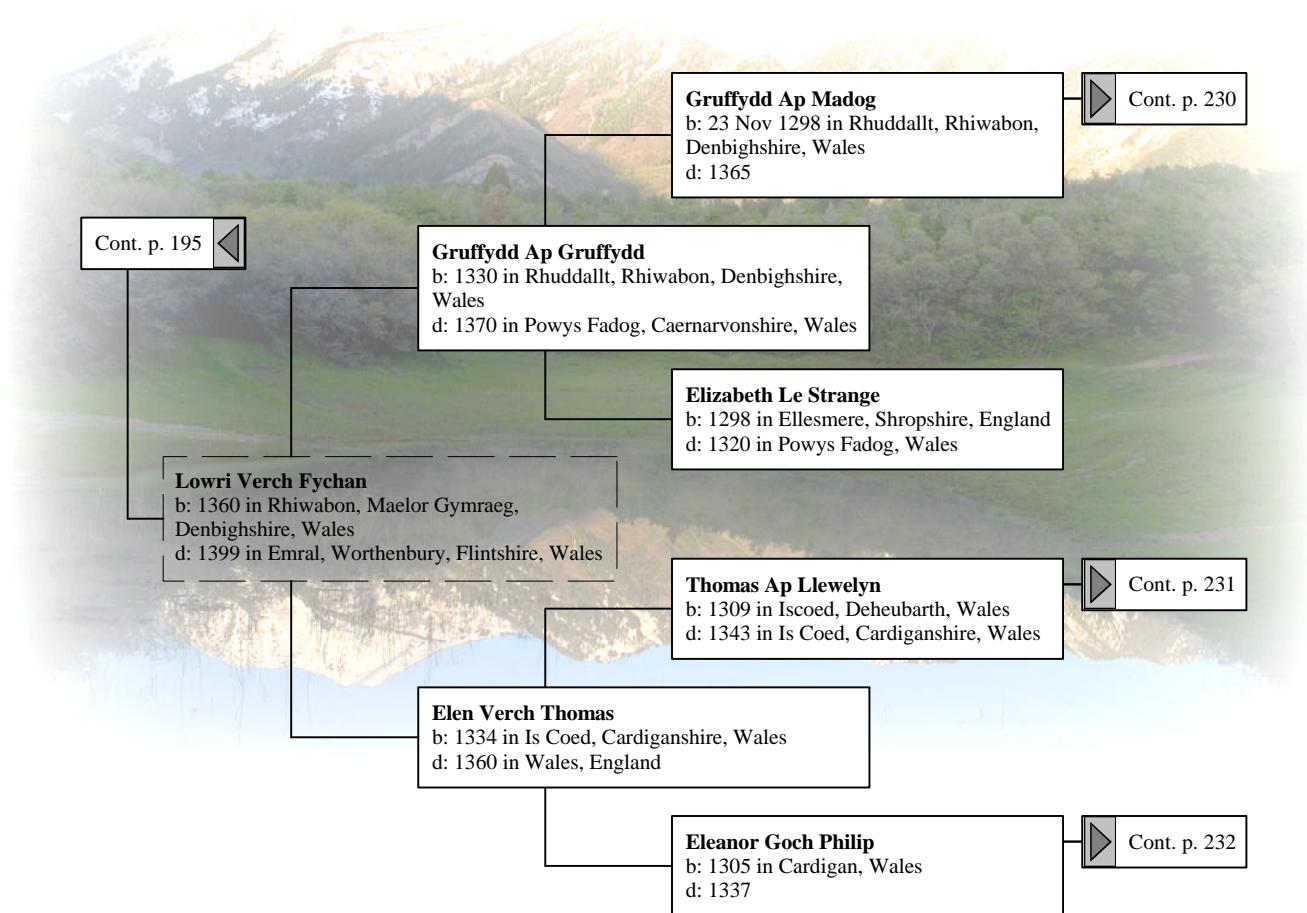 Gruffydd Ap Madog
b: 23 Nov 1298 in Rhuddallt, Rhiwabon,
Denbighshire, Wales
d: 1365
Cont. p. 230
Cont. p. 195
Gruffydd Ap Gruffydd
b: 1330 in Rhuddallt, Rhiwabon, Denbighshire,
Wales
d: 1370 in Powys Fadog, Caernarvonshire, Wales
Elizabeth Le Strange
b: 1298 in Ellesmere, Shropshire, England
d: 1320 in Powys Fadog, Wales
Lowri Verch Fychan
b: 1360 in Rhiwabon, Maelor Gymraeg,
Denbighshire, Wales
d: 1399 in Emral, Worthenbury, Flintshire, Wales
Thomas Ap Llewelyn
b: 1309 in Iscoed, Deheubarth, Wales
d: 1343 in Is Coed, Cardiganshire, Wales
Cont. p. 231
Elen Verch Thomas
b: 1334 in Is Coed, Cardiganshire, Wales
d: 1360 in Wales, England
Eleanor Goch Philip
b: 1305 in Cardigan, Wales
d: 1337
Cont. p. 232